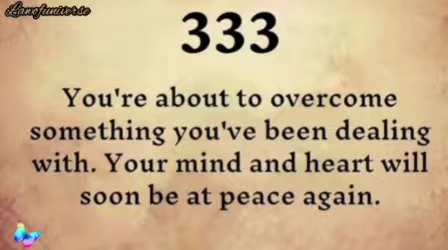 Lawofuniverse
333
You're about to overcome
something you've been dealing
with. Your mind and heart will
soon be at peace again.